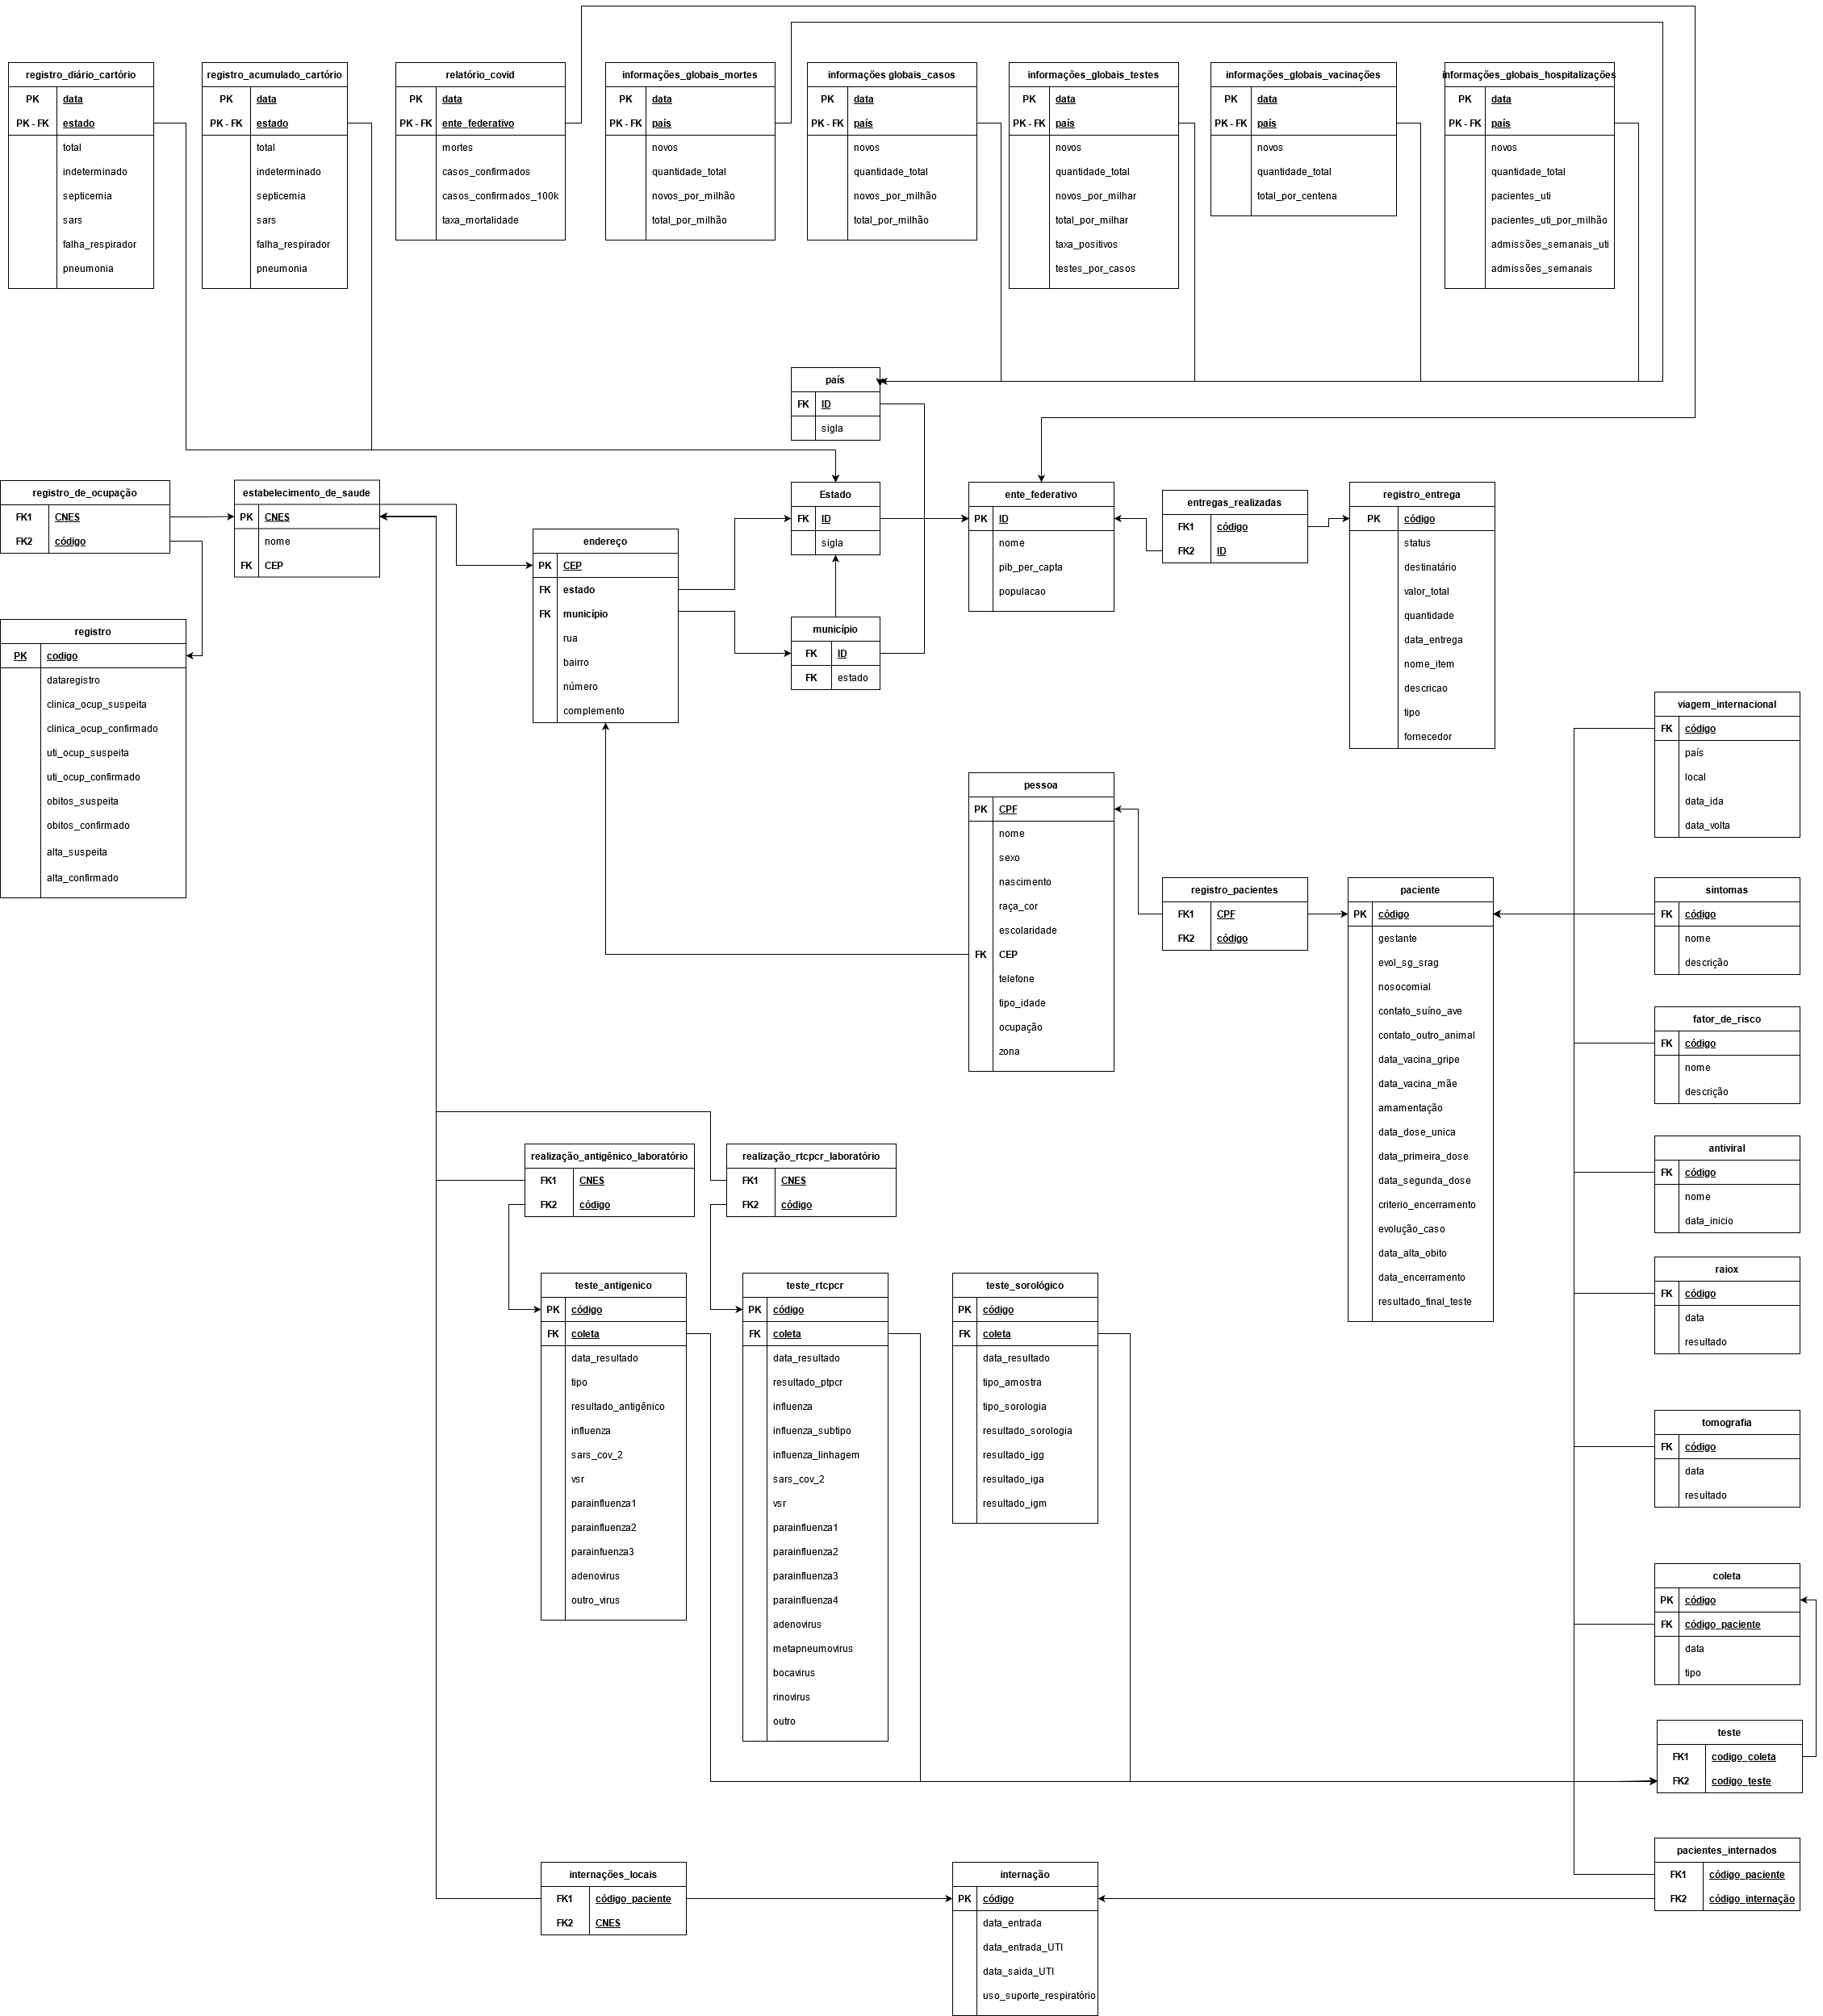 registro_diário_cartório
PK data
PK - FK estado
total
indeterminado
septicemia
sars
falha_respirador
pneumonia
registro_acumulado_cartório
PK data
PK - FK estado
total
indeterminado
septicemia
sars
falha_respirador
pneumonia
relatório_covid
PK data
PK - FK ente_federativo
mortes
casos_confirmados
casos_confirmados_100k
taxa_mortalidade
informações_globais_mortes
PK data
PK - FK país
novos
quantidade_total
novos_por_milhão
total_por_milhão
informações globais_casos
PK data
PK - FK país
novos
quantidade_total
novos_por_milhão
total_por_milhão
informações_globais_testes
PK data
PK - FK país
novos
quantidade_total
novos_por_milhar
total_por_milhar
taxa_positivos
testes_por_casos
informações_globais_vacinações
PK data
PK - FK país
novos
quantidade_total
total_por_centena
informações_globais_hospitalizações
PK data
PK - FK país
novos
quantidade_total
pacientes_uti
pacientes_uti_por_milhão
admissões_semanais_uti
admissões_semanais
país
FK ID
sigla
registro_de_ocupação
FK1 CNES
FK2 código
estabelecimento_de_saude
PK CNES
nome
FK CEP
endereço
PK CEP
FK estado
FK município
rua
bairro
número
complemento
Estado
FK ID
sigla
município
FK ID
FK estado
ente_federativo
PK ID
nome
pib_per_capta
populacao
entregas_realizadas
FK1 código
FK2 ID
registro_entrega
PK código
status
destinatário
valor_total
quantidade
data_entrega
nome_item
descricao
tipo
fornecedor
registro
PK codigo
dataregistro
clinica_ocup_suspeita
clinica_ocup_confirmado
uti_ocup_suspeita
uti_ocup_confirmado
obitos_suspeita
obitos_confirmado
alta_suspeita
alta_confirmado
viagem_internacional
FK código
país
local
data_ida
data_volta
pessoa
PK CPF
nome
sexo
nascimento
raça_cor
escolaridade
FK CEP
telefone
tipo_idade
ocupação
zona
registro_pacientes
FK1 CPF
FK2 código
paciente
PK código
gestante
evol_sg_srag
nosocomial
contato_suíno_ave
contato_outro_animal
data_vacina_gripe
data_vacina_mãe
amamentação
data_dose_unica
data_primeira_dose
data_segunda_dose
criterio_encerramento
evolução_caso
data_alta_obito
data_encerramento
resultado_final_teste
sintomas
FK código
nome
descrição
fator_de_risco
FK código
nome
descrição
antiviral
FK código
nome
data_inicio
raiox
FK código
data
resultado
tomografia
FK código
data
resultado
realização_antigênico_laboratório
FK1 CNES
FK2 código
realização_rtcpcr_laboratório
FK1 CNES
FK2 código
teste_antigenico
PK código
FK coleta
data_resultado
tipo
resultado_antigênico
influenza
sars_cov_2
vsr
parainfluenza1
parainfluenza2
parainfuenza3
adenovirus
outro_virus
teste_rtcpcr
PK código
FK coleta
data_resultado
resultado_ptpcr
influenza
influenza_subtipo
influenza_linhagem
sars_cov_2
vsr
parainfluenza1
parainfluenza2
parainfluenza3
parainfluenza4
adenovirus
metapneumovirus
bocavirus
rinovirus
outro
teste_sorológico
PK código
FK coleta
data_resultado
tipo_amostra
tipo_sorologia
resultado_sorologia
resultado_igg
resultado_iga
resultado_igm
coleta
PK código
FK código_paciente
data
tipo
teste
FK1 codigo_coleta
FK2 codigo_teste
internações_locais
FK1 código_paciente
FK2 CNES
internação
PK código
data_entrada
data_entrada_UTI
data_saida_UTI
uso_suporte_respiratório
pacientes_internados
FK1 código_paciente
FK2 código_internação